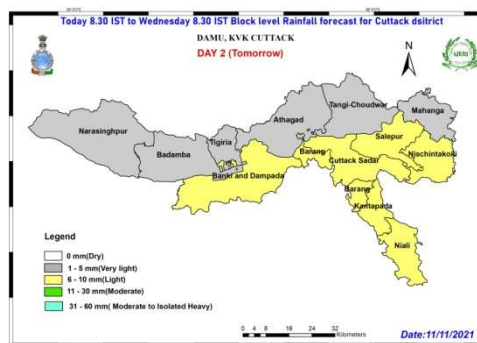 Today 8.30 IST to Wednesday 8.30 IST Block level Rainfall forecast for Cuttack dsitrict
DAMU, KVK CUTTACK
DAY 2 (Tomorrow)
N
NRRI
Tangi-Choudwar
Mahanga
Athagad
Narasinghpur
Tigiria
Salepur
Badamba
Barang
Nischintakoili
Cuttack Sadar
Banki and Dampada
Barang
Kantapada
Niali
Legend
0 mm(Dry)
1 - 5 mm(Very light)
6 - 10 mm(Light)
11 - 30 mm(Moderate)
31 - 60 mm( Moderate to Isolated Heavy)
0 4 8 16 24 32
Kilometers
Date:11/11/2021